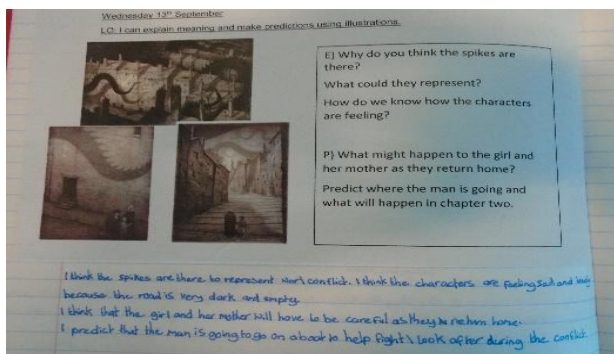 Wednesday 13th September
LO: I can explain meaning and make predictions using illustrations.
E) Why do you think the spikes are
there?
What could they represent?
How do we know how the characters
are feeling?
P) What might happen to the girl and
her mother as they return home?
Predict where the man is going and
what will happen in chapter two.
I think the spikes are there to represent conflict. I think the characters are feeling sad and
because the road is very dark and empty
I think that the girl and her mother will have to be careful as they return home.
I predict that the man is going to go on a boat to help fight \ look after during the conflict